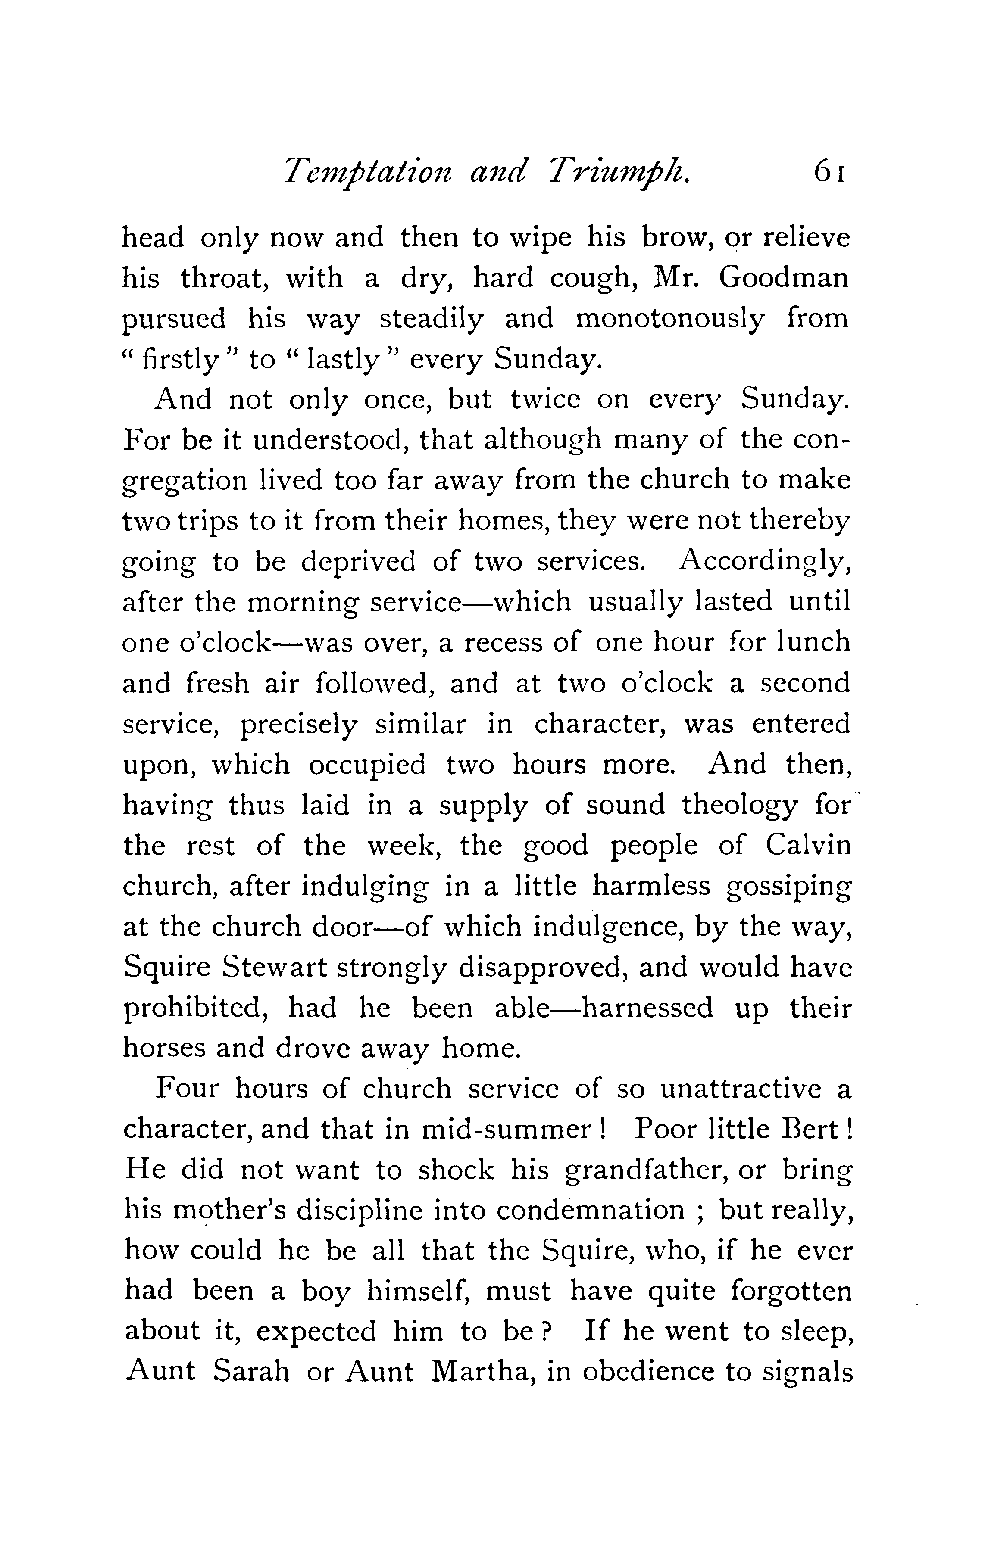 Temptation and Triumph. 61
head only now and then to wipe his brow, or relieve
his throat, with a dry, hard cough, Mr. Goodman
pursued his way steadily and monotonously from
" firstly " to " lastly " every Sunday.
And not only once, but twice on every Sunday.
For be it understood, that although many of the con-
gregation lived too far away from the church to make
two trips to it from their homes, they were not thereby
going to be deprived of two services. Accordingly,
after the morning service—which usually lasted until
one o'clock—was over, a recess of one hour for lunch
and fresh air followed, and at two o'clock a second
service, precisely similar in character, was entered
upon, which occupied two hours more. And then,
having thus laid in a supply of sound theology for
the rest of the week, the good people of Calvin
church, after indulging in a little harmless gossiping
at the church door—of which indulgence, by the way,
Squire Stewart strongly disapproved, and would have
prohibited, had he been able—harnessed up their
horses and drove away home.
Four hours of church service of so unattractive a
character, and that in mid-summer ! Poor little Bert !
He did not want to shock his grandfather, or bring
his mother's discipline into condemnation ; but really,
how could he be all that the Squire, who, if he ever
had been a boy himself, must have quite forgotten
about it, expected him to be ? If he went to sleep,
Aunt Sarah or Aunt Martha, in obedience to signals